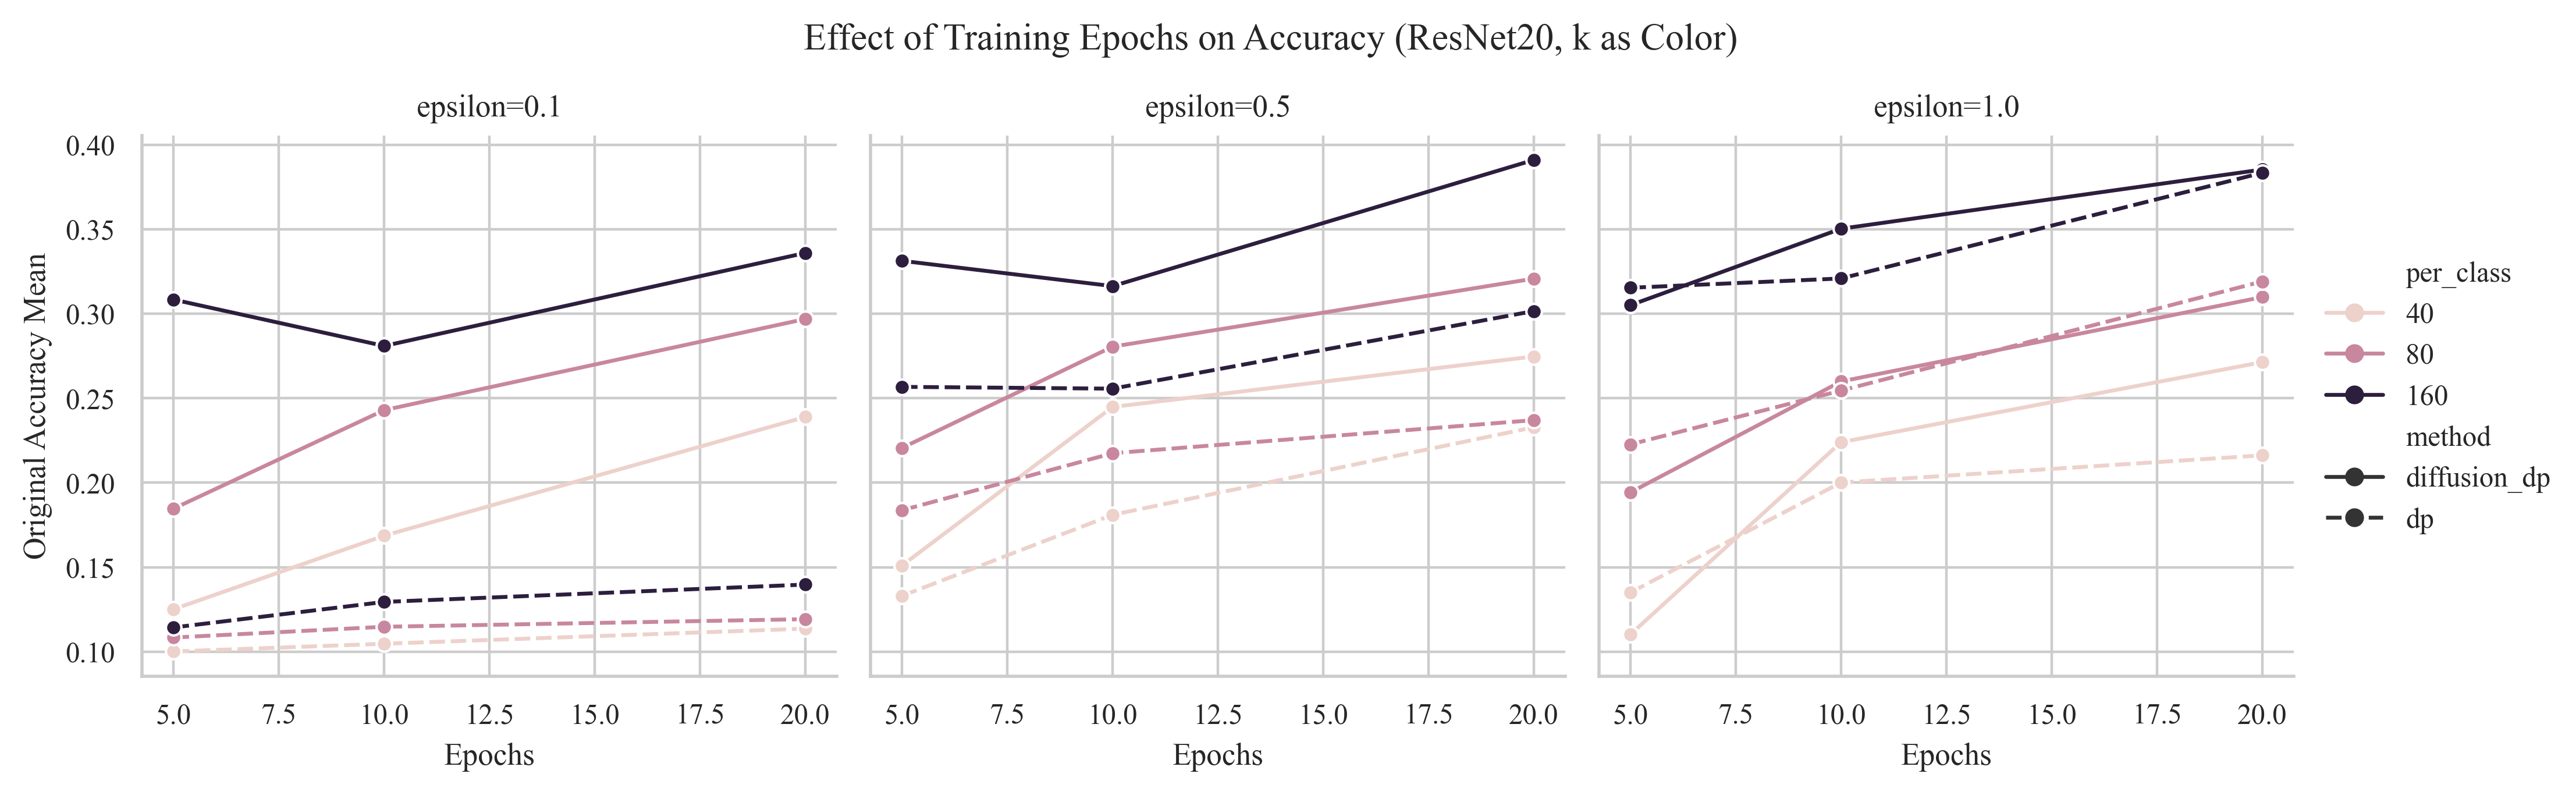 Effect of Training Epochs on Accuracy (ResNet20, k as Color)
epsilon=0.1
epsilon=0.5
epsilon=1.0
Original Accuracy Mean
0.40
0.35
0.30
0.25
0.20
0.15
0.10
5.0 7.5 10.0 12.5 15.0 17.5 20.0
Epochs
5.0 7.5 10.0 12.5 15.0 17.5 20.0
Epochs
5.0 7.5 10.0 12.5 15.0 17.5 20.0
Epochs
per_class
40
80
160
method
diffusion_dp
dp